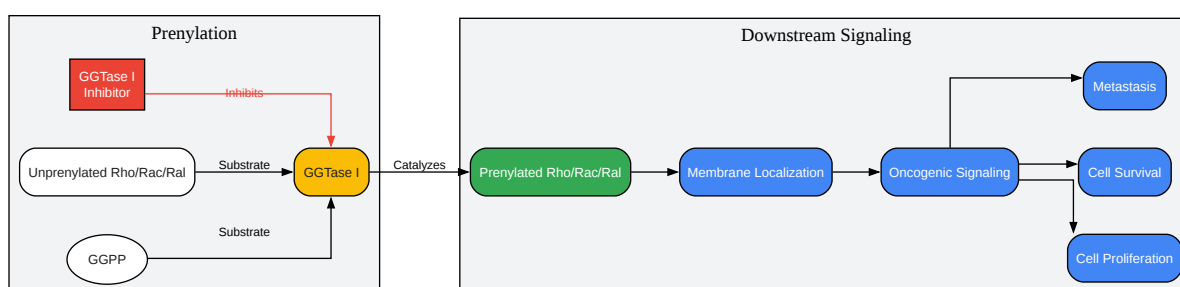 Prenylation
GGTase I
Inhibitor
Inhibits
Unprenylated Rho/Rac/Ral
Substrate
GGTase I
Substrate
GGPP
Catalyzes
Downstream Signaling
Prenylated Rho/Rac/Ral
Membrane Localization
Oncogenic Signaling
Metastasis
Cell Survival
Cell Proliferation